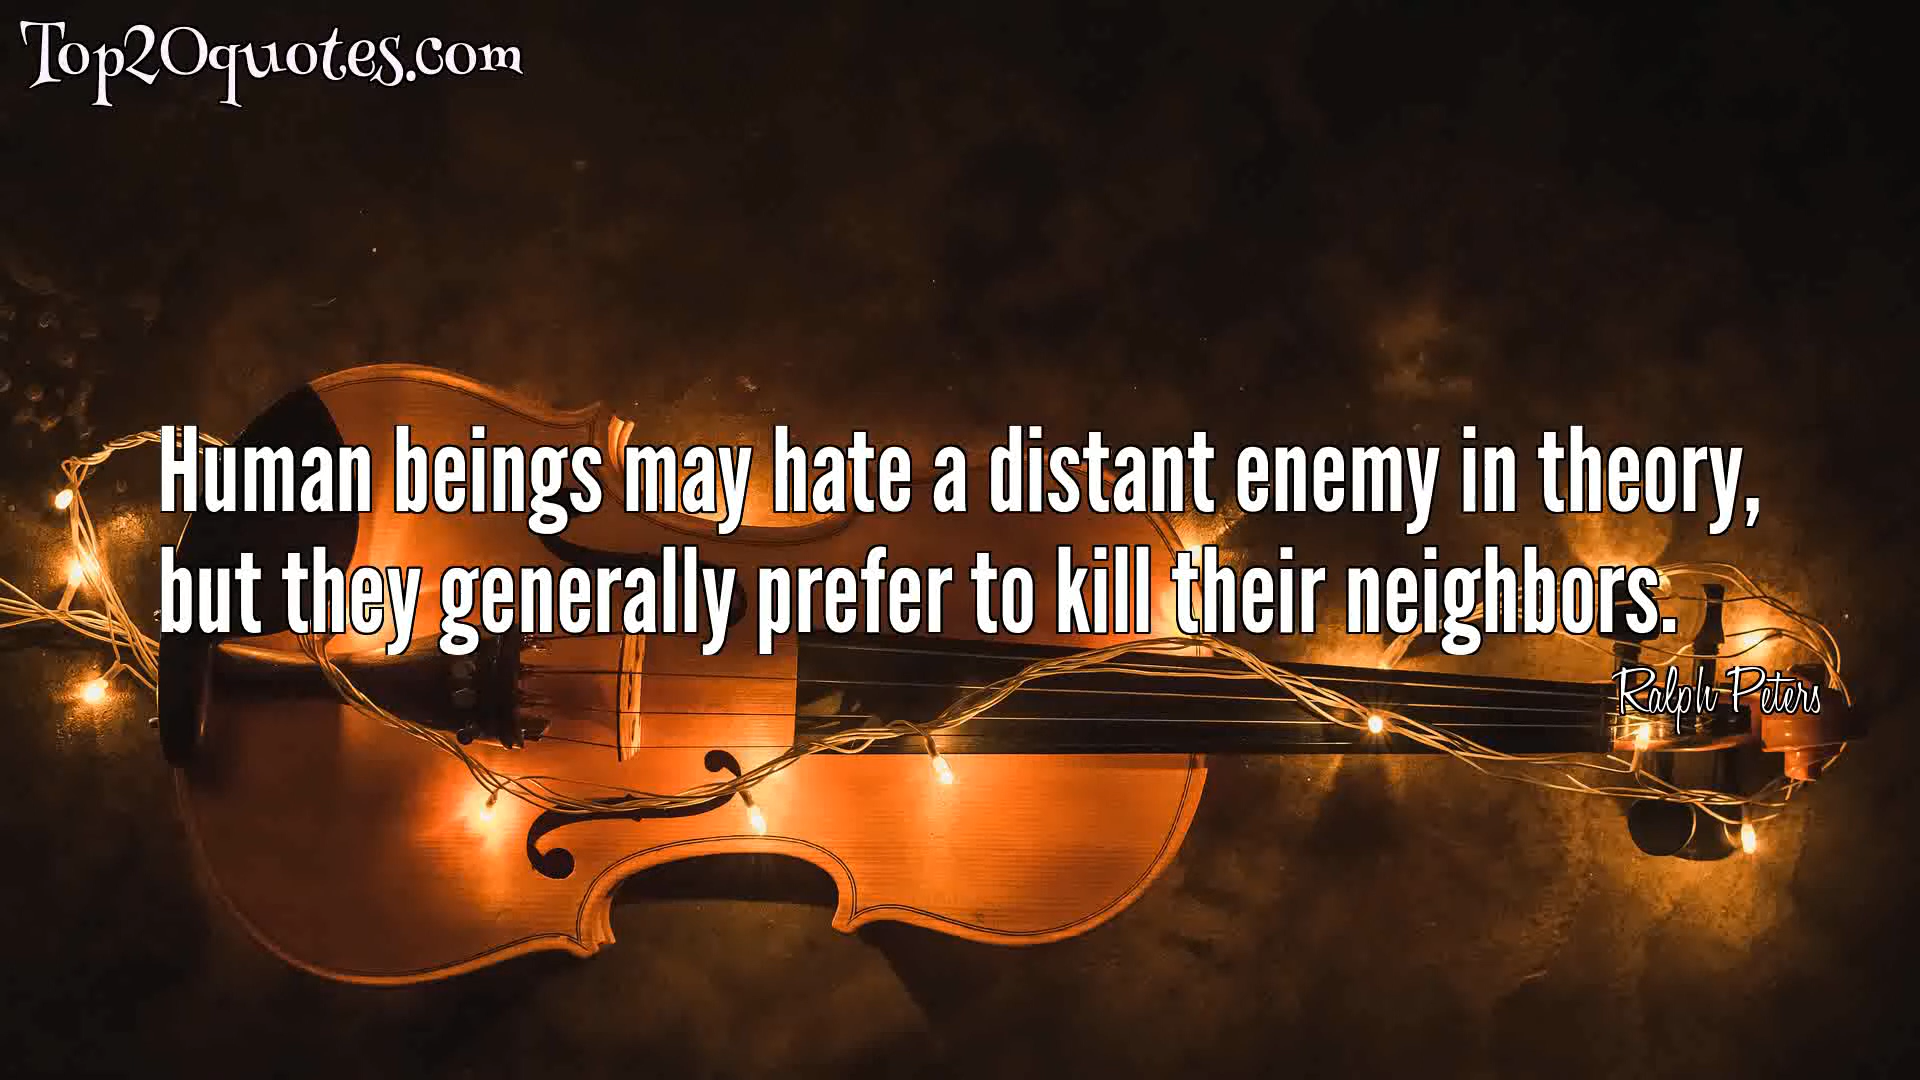 Top20quotes.com
Human beings may hate a distant enemy in theory,
but they generally prefer to kill their neighbors.
Ralph Peters